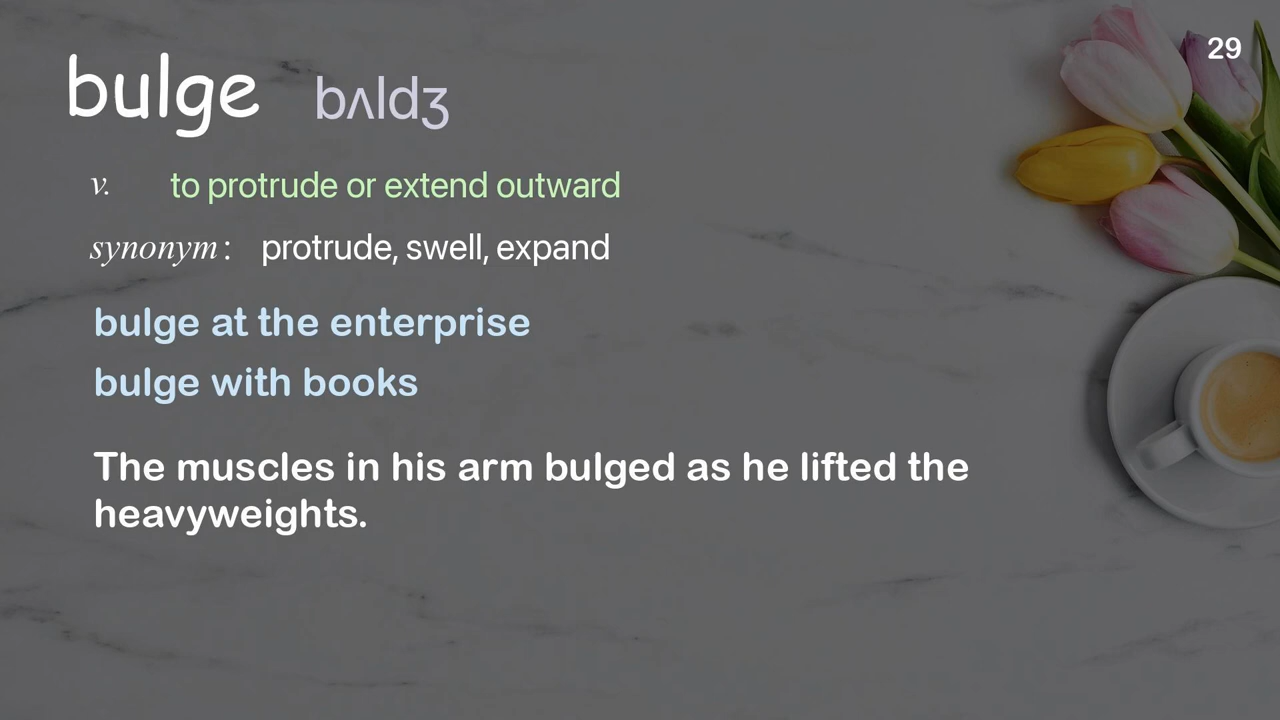 29
bulge bʌldʒ
v. to protrude or extend outward
synonym: protrude, swell, expand
bulge at the enterprise
bulge with books
The muscles in his arm bulged as he lifted the
heavyweights.